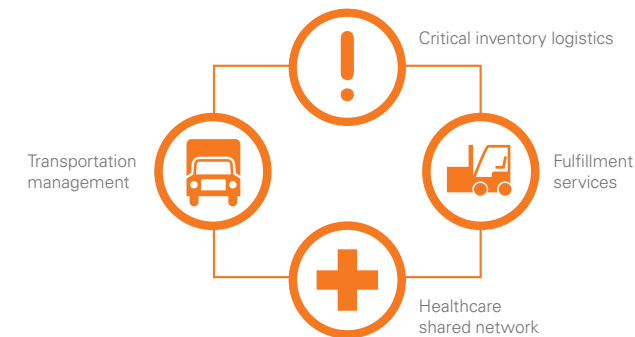 Critical inventory logistics
Transportation
management
Fulfillment
services
Healthcare
shared network